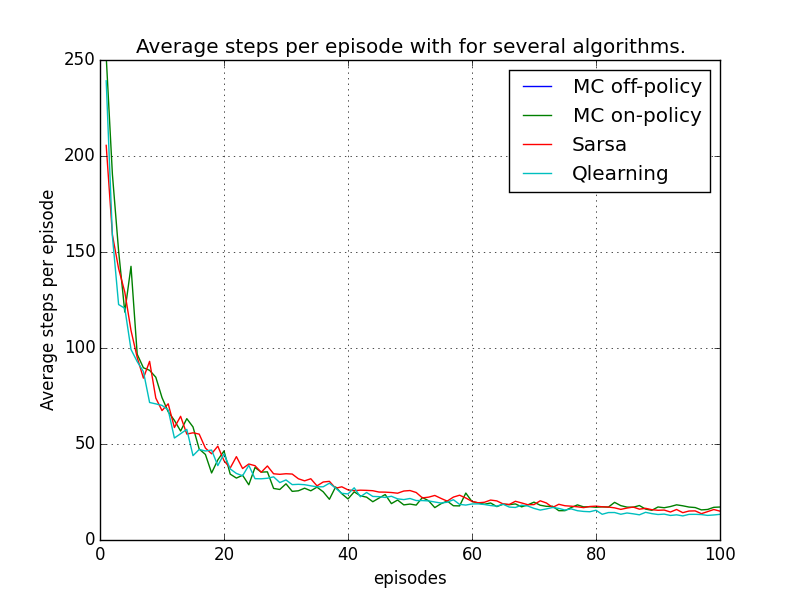 Average steps per episode with for several algorithms.
250
200
150
100
50
0
Average steps per episode
MC off-policy
MC on-policy
Sarsa
Qlearning
0 20 40 60 80 100
episodes